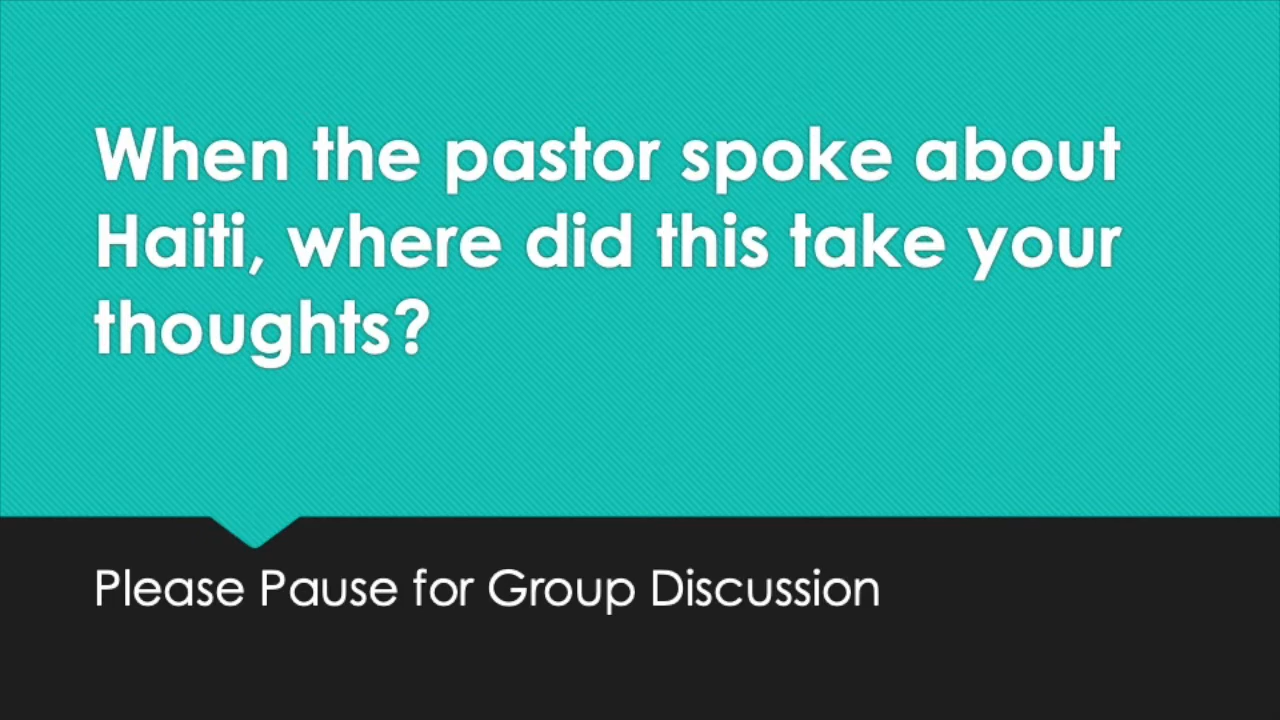 When the pastor spoke about
Haiti, where did this take your
thoughts?
Please Pause for Group Discussion